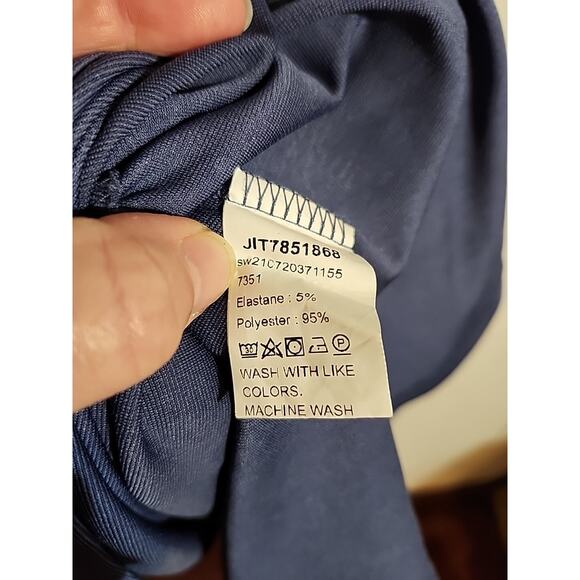 JIT7851868
sw210720371155
7351
Elastane : 5%
Polyester : 95%
WASH WITH LIKE
COLORS.
MACHINE WASH